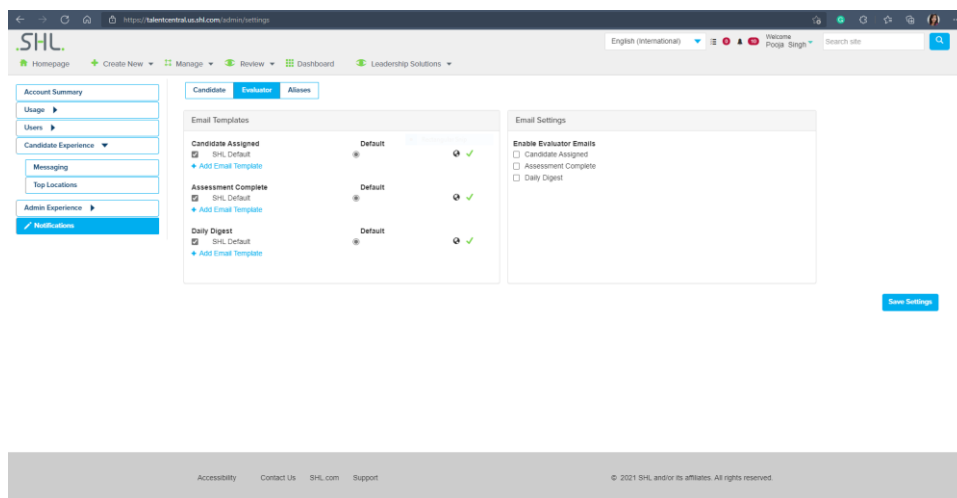 https://talentcentral.us.shl.com/admin/settings
SHL.
English (International)
Welcome
Pooja Singh
Search site
Homepage
Create New
Manage
Review
Dashboard
Leadership Solutions
Account Summary
Usage
Users
Candidate Experience
Messaging
Top Locations
Admin Experience
Notifications
Candidate Evaluator Aliases
Email Templates
Candidate Assigned Default
SHL Default
+ Add Email Template
Assessment Complete Default
SHL Default
+ Add Email Template
Daily Digest Default
SHL Default
+ Add Email Template
Email Settings
Enable Evaluator Emails
Candidate Assigned
Assessment Complete
Daily Digest
Save Settings
Accessibility Contact Us SHL.com Support
© 2021 SHL and/or its affiliates. All rights reserved.